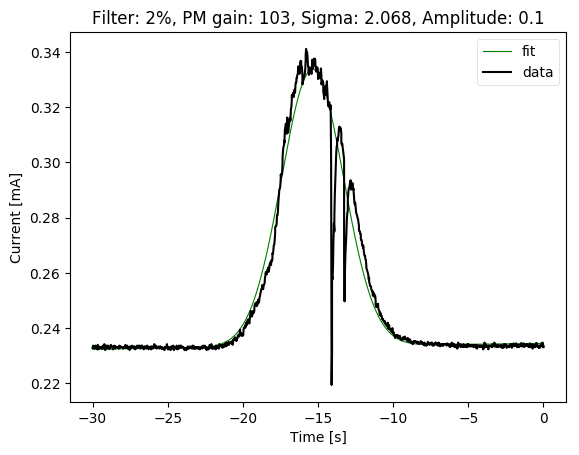 Filter: 2%, PM gain: 103, Sigma: 2.068, Amplitude: 0.1
fit
data
0.34
0.32
0.30
0.28
0.26
0.24
0.22
Current [mA]
−30 −25 −20 −15 −10 −5 0
Time [s]